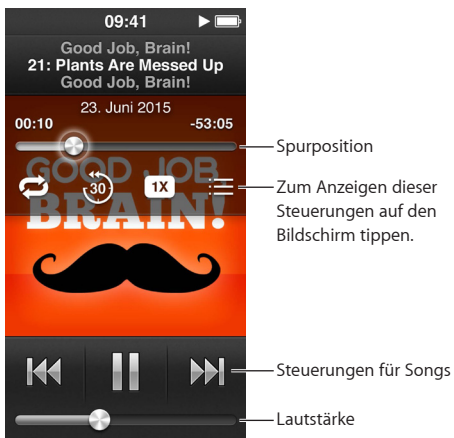 09:41
Good Job, Brain!
21: Plants Are Messed Up
Good Job, Brain!
23. Juni 2015
00:10 -53:05
Spurposition
GOOD JOB
30 1X
BRAIN!
Zum Anzeigen dieser
Steuerungen auf den
Bildschirm tippen.
Steuerungen für Songs
Lautstärke